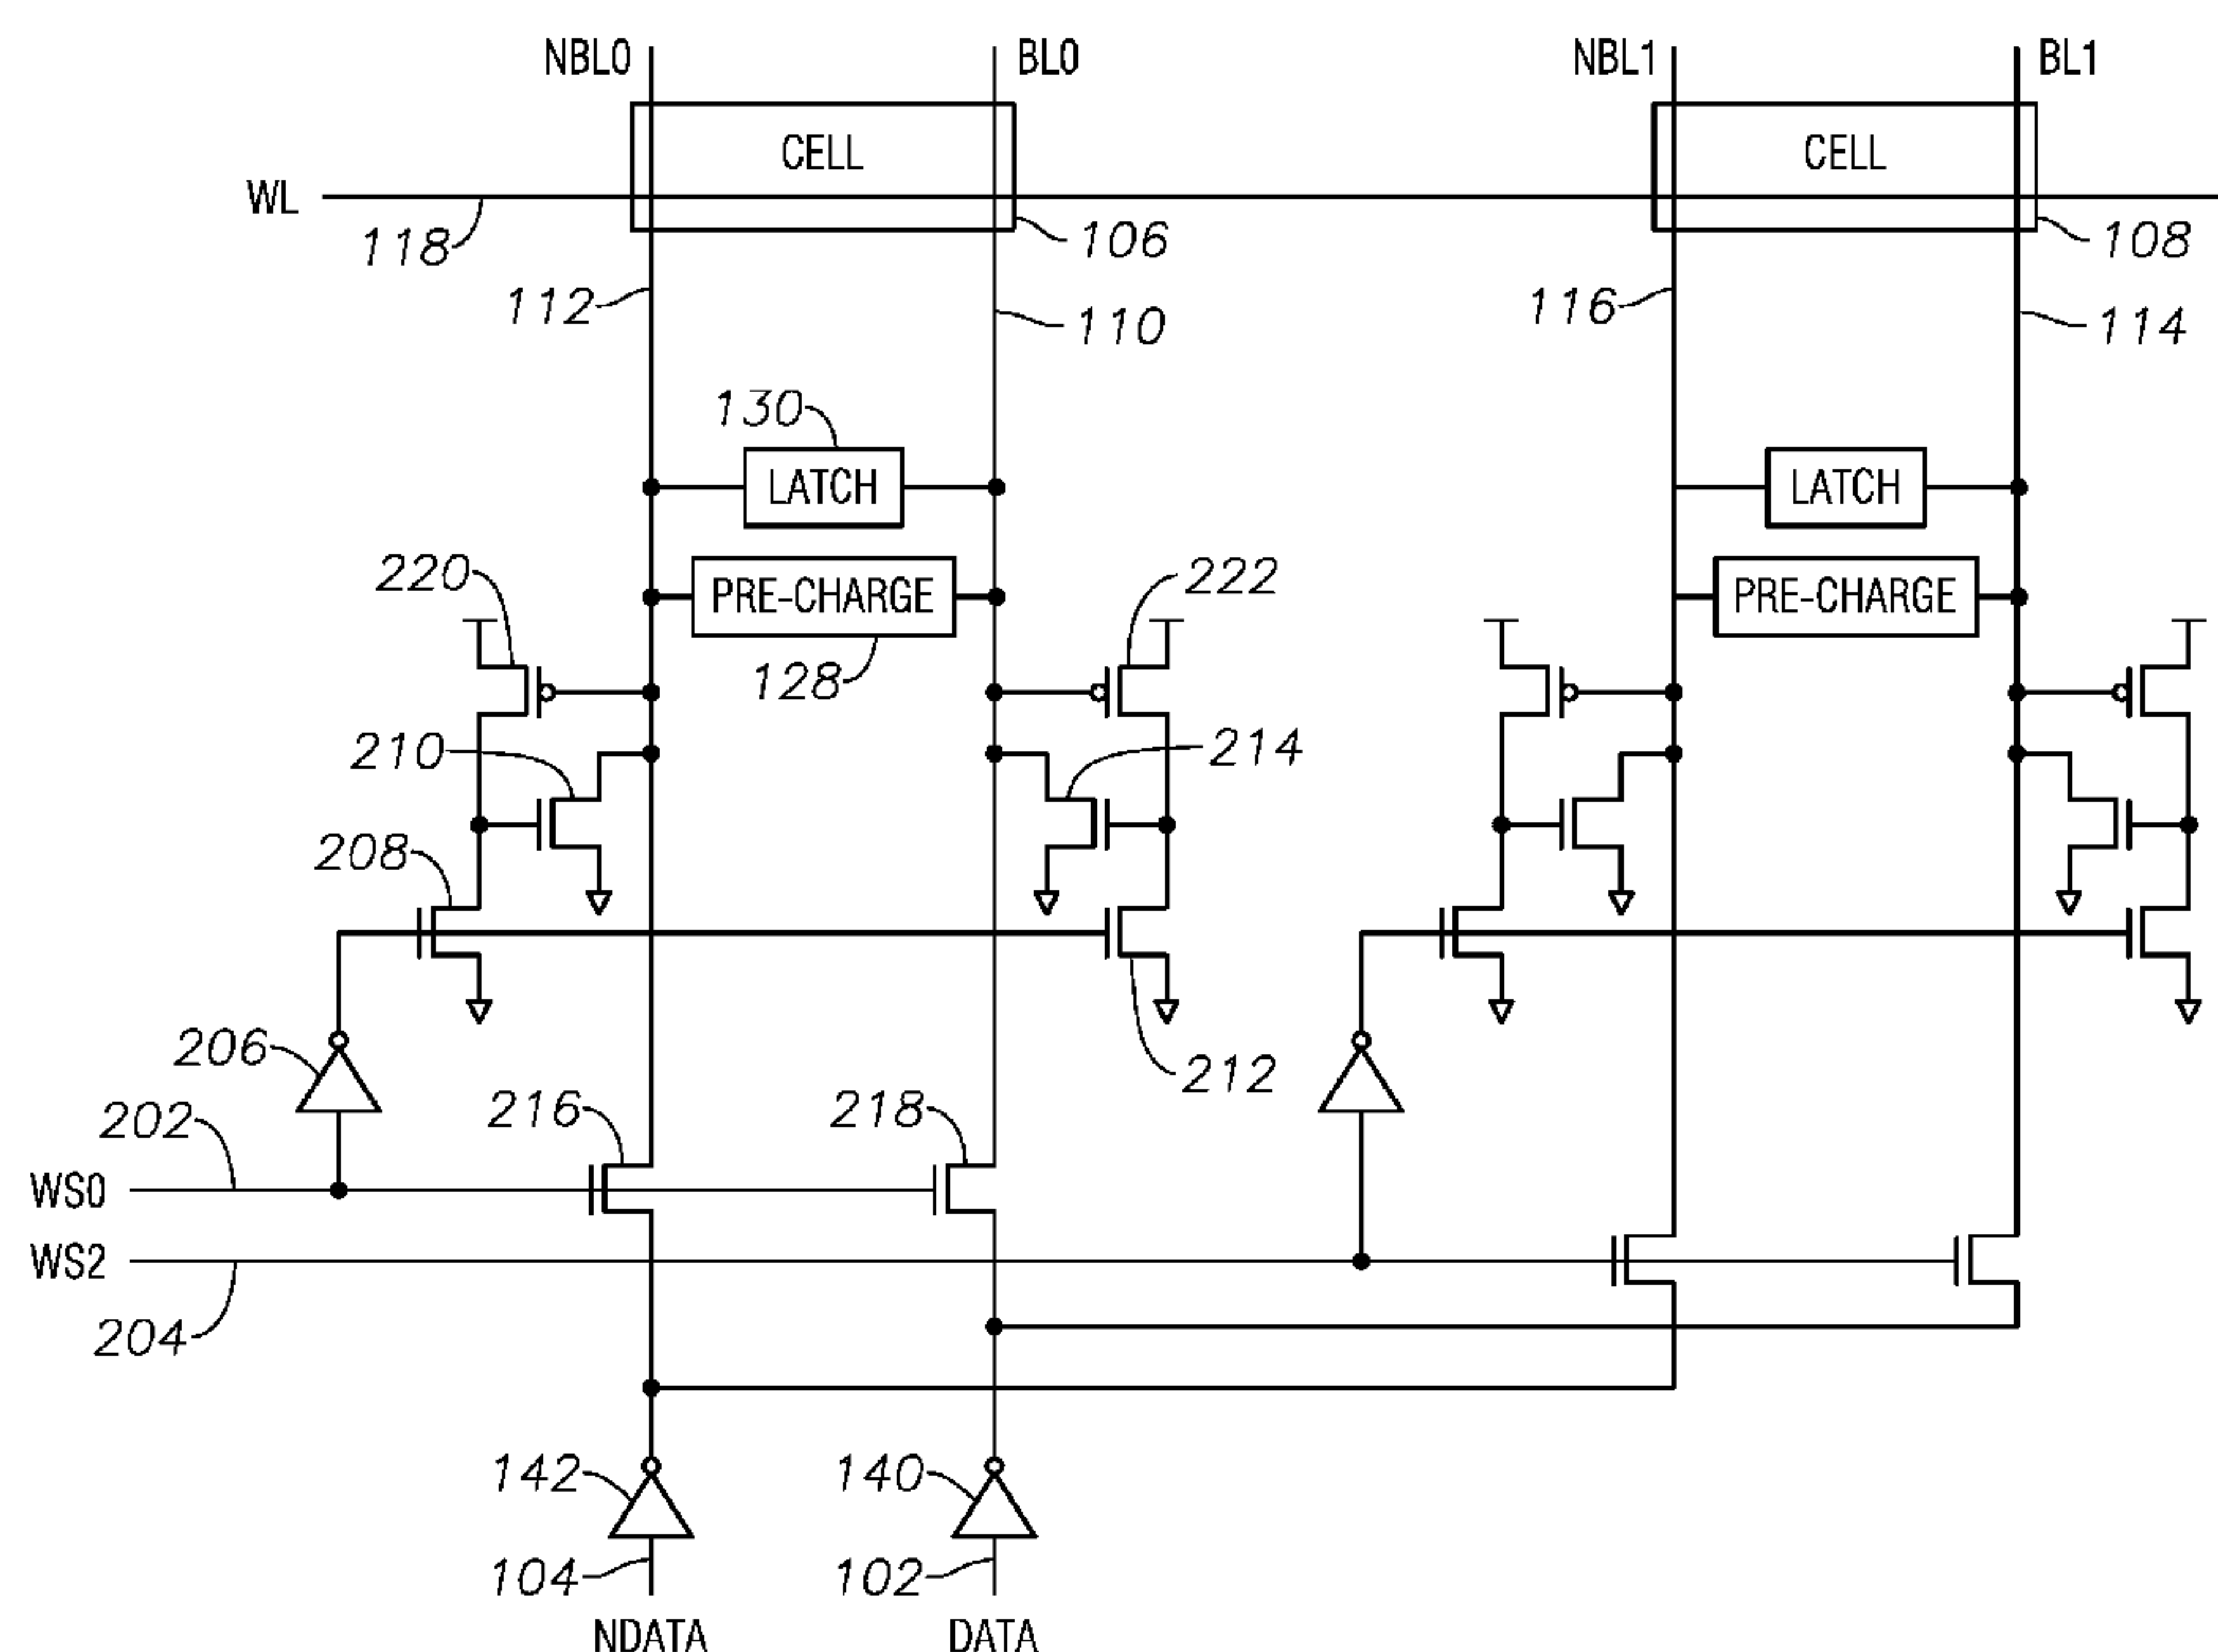 NBL0
BL0
NBL1
BL1
CELL
CELL
WL
118
106
108
112
110
116
114
130
LATCH
LATCH
220
PRE-CHARGE
222
PRE-CHARGE
128
210
214
208
206
212
202
216
218
WS0
WS2
204
142
140
104
102
NDATA
DATA